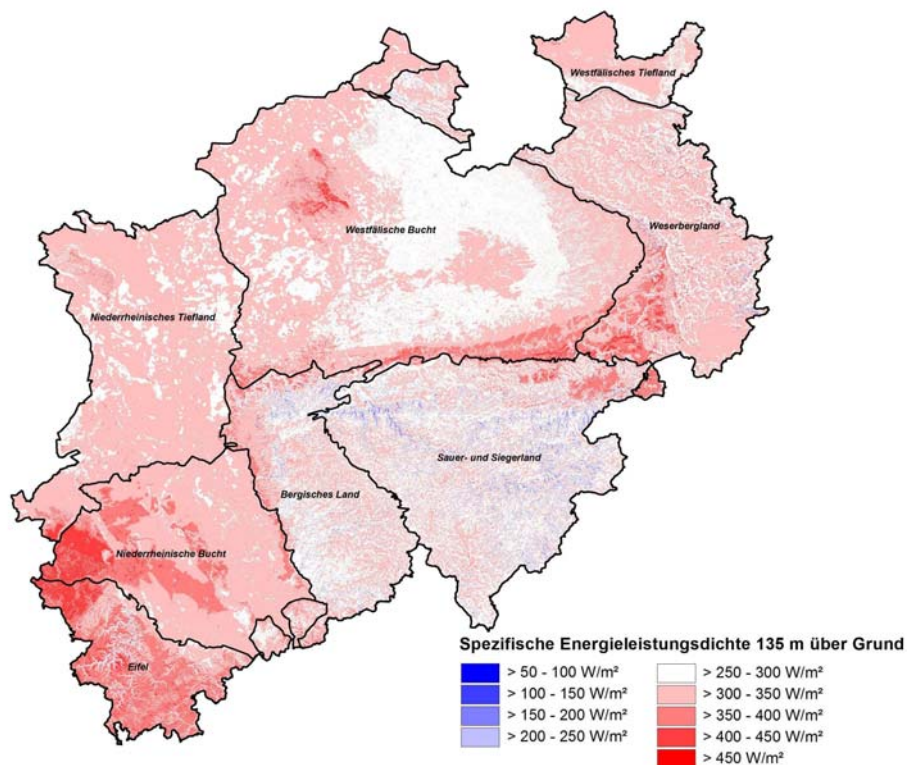 Westfälisches Tiefland
Westfälische Bucht
Weserbergland
Niederrheinisches Tiefland
Sauer- und Siegerland
Bergisches Land
Niederrheinische Bucht
Eifel
Spezifische Energieleistungsdichte 135 m über Grund
> 50 - 100 W/m²
> 100 - 150 W/m²
> 150 - 200 W/m²
> 200 - 250 W/m²
> 250 - 300 W/m²
> 300 - 350 W/m²
> 350 - 400 W/m²
> 400 - 450 W/m²
> 450 W/m²